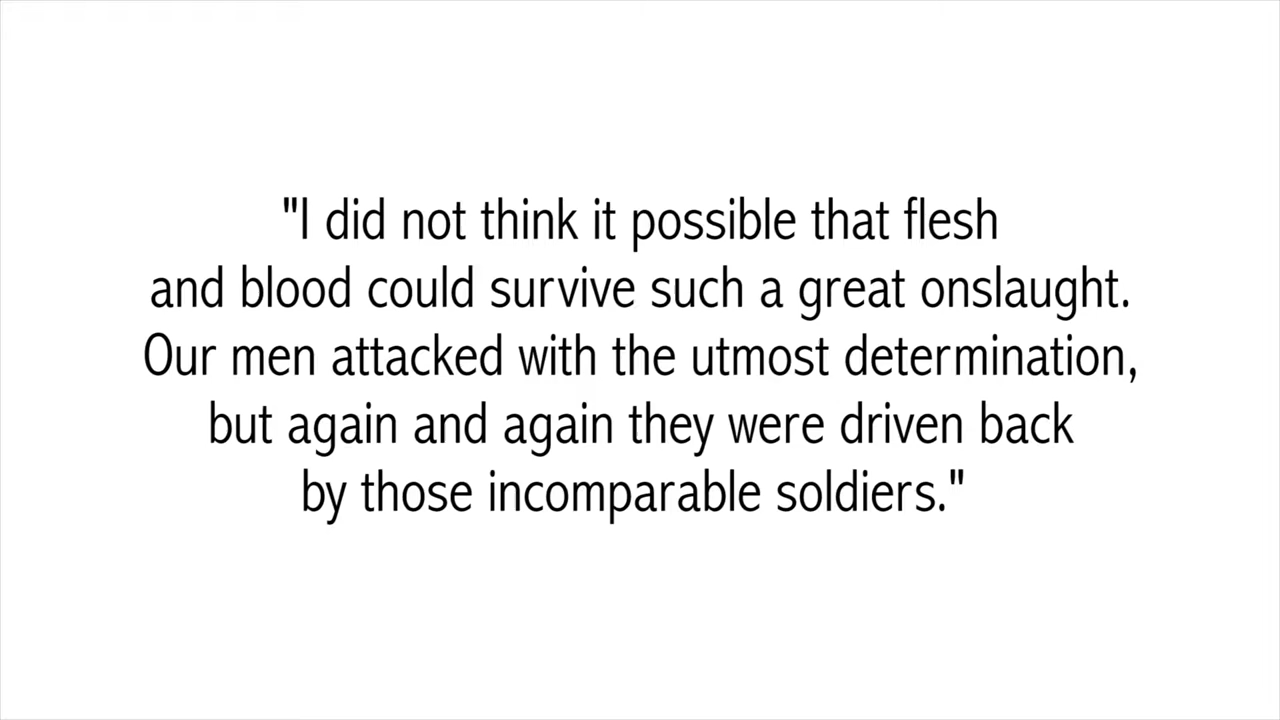 "I did not think it possible that flesh
and blood could survive such a great onslaught.
Our men attacked with the utmost determination,
but again and again they were driven back
by those incomparable soldiers."